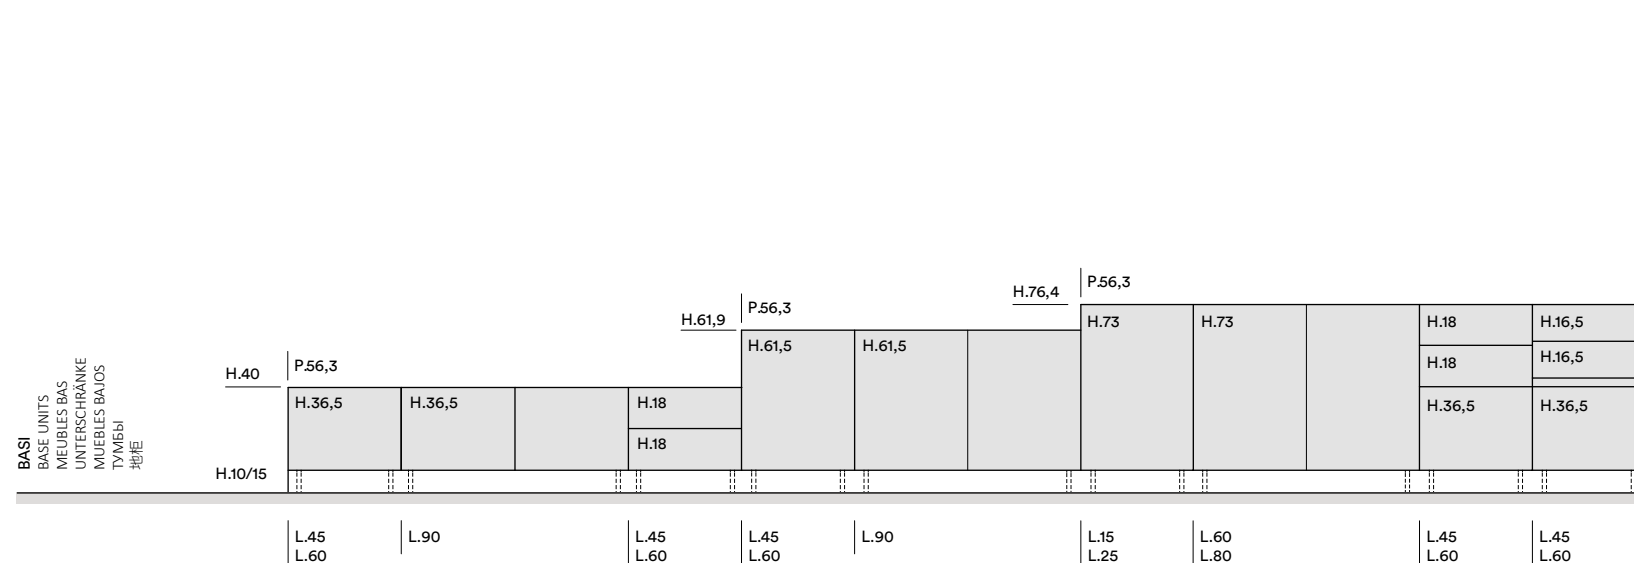 P.56,3
H.76,4
P.56,3
H.61,9
H.73
H.73
H.18
H.16,5
H.61,5
H.61,5
H.18
H.16,5
P.56,3
H.40
H.36,5
H.36,5
H.18
H.36,5
H.36,5
H.18
H.10/15
BASI
BASE UNITS
MEUBLES BAS
UNTERSCHRÄNKE
MUEBLES BAJOS
ТУМБЫ
地柜
L.45
L.60
L.90
L.45
L.60
L.45
L.60
L.90
L.15
L.25
L.60
L.80
L.45
L.60
L.45
L.60